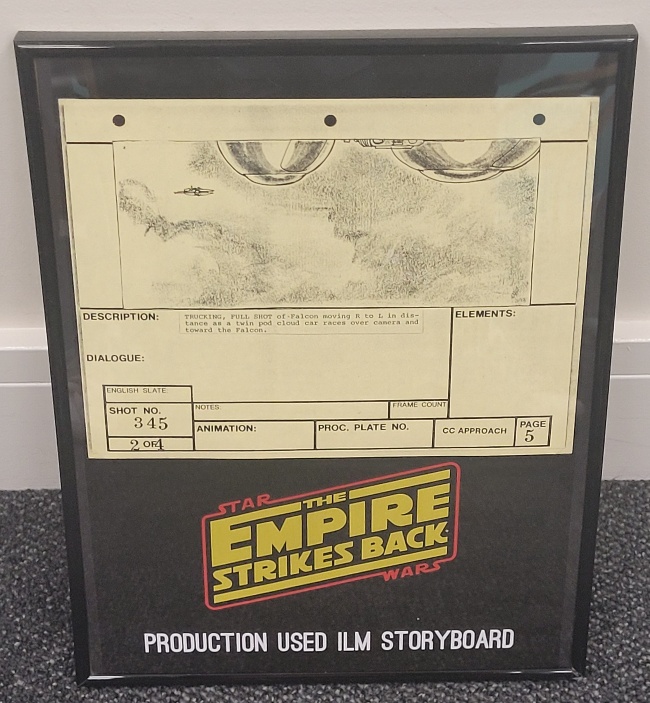 DESCRIPTION:
TRUCKING, FULL SHOT of Falcon moving R to L in dis-
tance as a twin pod cloud car races over camera and
toward the Falcon.
ELEMENTS:
DIALOGUE:
ENGLISH SLATE:
SHOT NO.
345
2 OF 4
NOTES:
FRAME COUNT
ANIMATION:
PROC. PLATE NO.
CC APPROACH
PAGE
5
STAR
THE
EMPIRE
STRIKES BACK
WARS
PRODUCTION USED ILM STORYBOARD